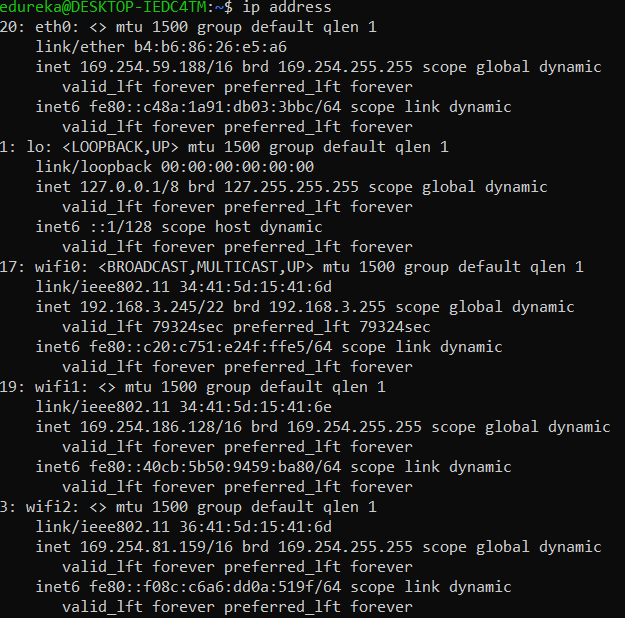 edureka@DESKTOP-IEDC4TM:~$ ip address
20: eth0: <> mtu 1500 group default qlen 1
link/ether b4:b6:86:26:e5:a6
inet 169.254.59.188/16 brd 169.254.255.255 scope global dynamic
valid_lft forever preferred_lft forever
inet6 fe80::c48a:1a91:db03:3bbc/64 scope link dynamic
valid_lft forever preferred_lft forever
1: lo: <LOOPBACK,UP> mtu 1500 group default qlen 1
link/loopback 00:00:00:00:00:00
inet 127.0.0.1/8 brd 127.255.255.255 scope global dynamic
valid_lft forever preferred_lft forever
inet6 ::1/128 scope host dynamic
valid_lft forever preferred_lft forever
17: wifi0: <BROADCAST,MULTICAST,UP> mtu 1500 group default qlen 1
link/ieee802.11 34:41:5d:15:41:6d
inet 192.168.3.245/22 brd 192.168.3.255 scope global dynamic
valid_lft 79324sec preferred_lft 79324sec
inet6 fe80::c20:c751:e24f:ffe5/64 scope link dynamic
valid_lft forever preferred_lft forever
19: wifi1: <> mtu 1500 group default qlen 1
link/ieee802.11 34:41:5d:15:41:6e
inet 169.254.186.128/16 brd 169.254.255.255 scope global dynamic
valid_lft forever preferred_lft forever
inet6 fe80::40cb:5b50:9459:ba80/64 scope link dynamic
valid_lft forever preferred_lft forever
3: wifi2: <> mtu 1500 group default qlen 1
link/ieee802.11 36:41:5d:15:41:6d
inet 169.254.81.159/16 brd 169.254.255.255 scope global dynamic
valid_lft forever preferred_lft forever
inet6 fe80::f08c:c6a6:dd0a:519f/64 scope link dynamic
valid_lft forever preferred_lft forever